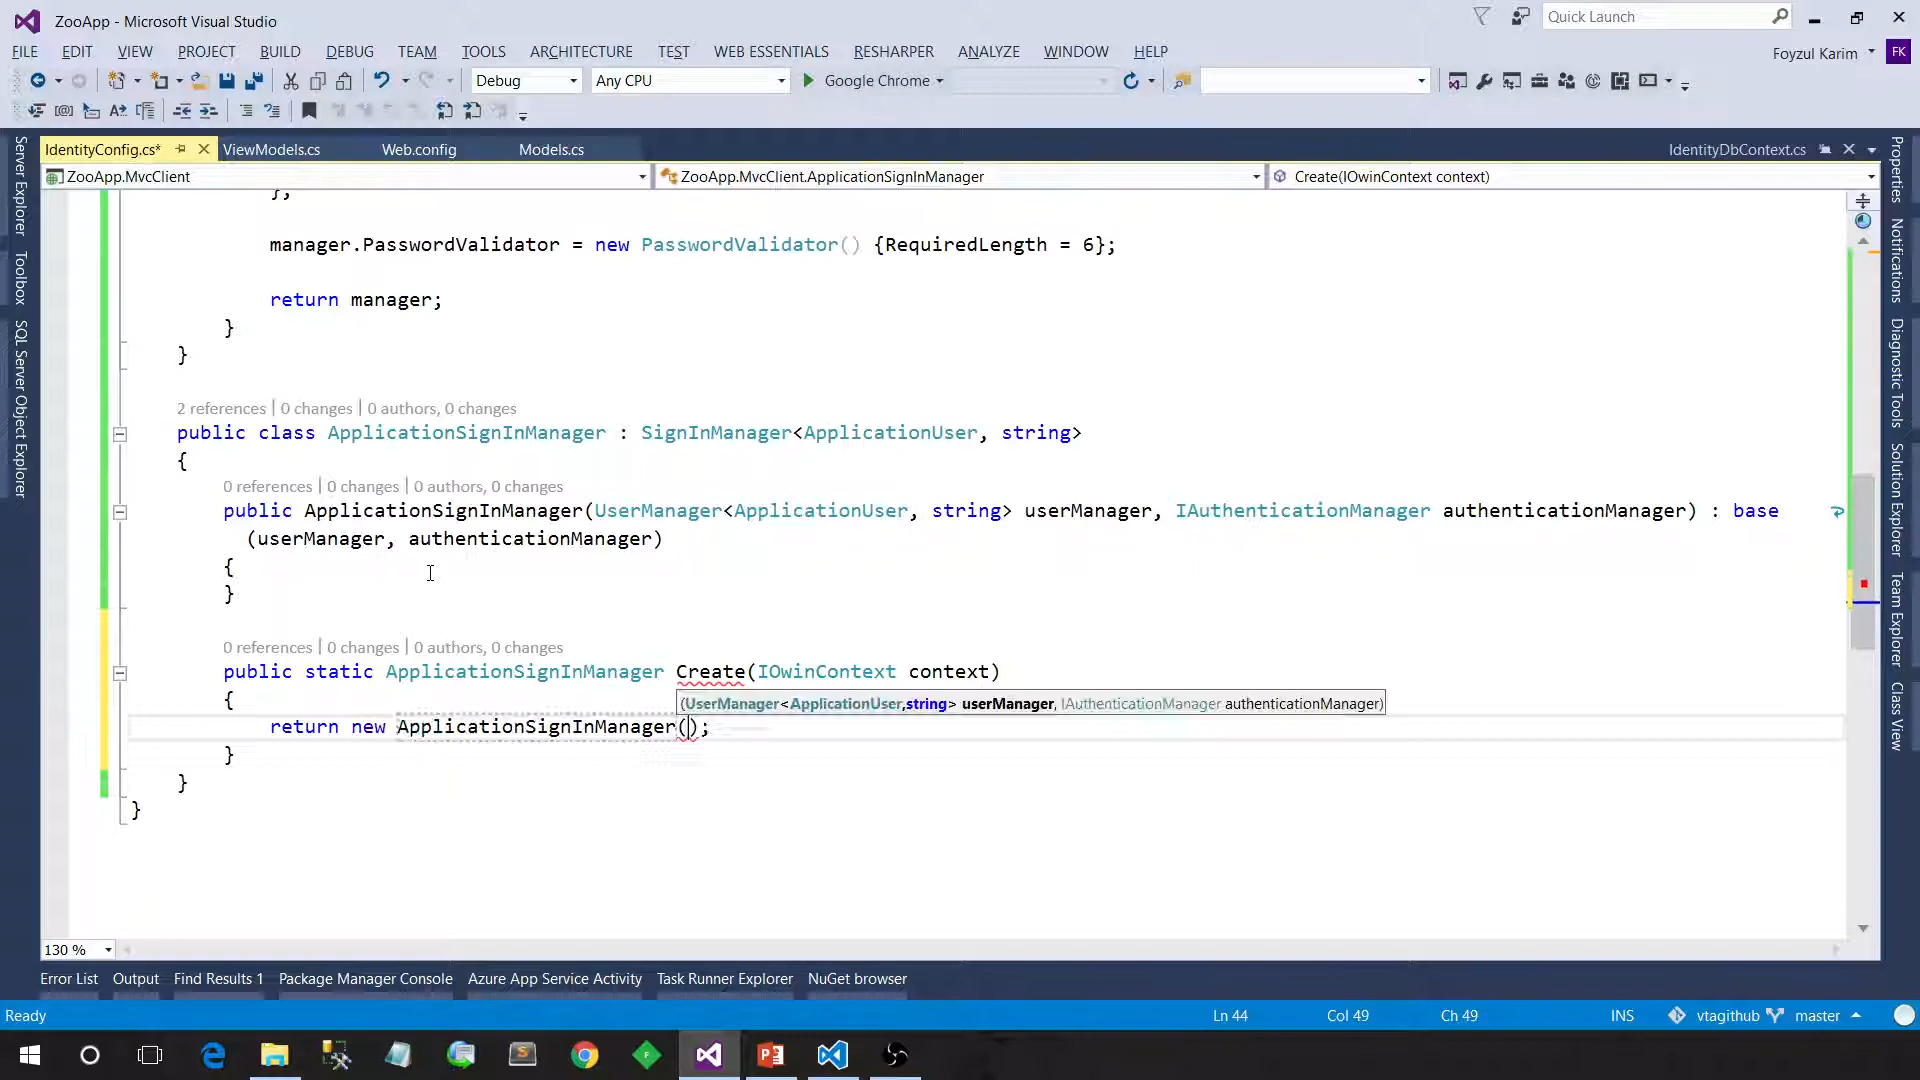 ZooApp - Microsoft Visual Studio
Quick Launch
FILE EDIT VIEW PROJECT BUILD DEBUG TEAM TOOLS ARCHITECTURE TEST WEB ESSENTIALS RESHARPER ANALYZE WINDOW HELP
Foyzul Karim FK
Debug Any CPU Google Chrome
IdentityConfig.cs* ViewModels.cs Web.config Models.cs IdentityDbContext.cs
ZooApp.MvcClient ZooApp.MvcClient.ApplicationSignInManager Create(IOwinContext context)
};
manager.PasswordValidator = new PasswordValidator() {RequiredLength = 6};
return manager;
}
}
2 references | 0 changes | 0 authors, 0 changes
public class ApplicationSignInManager : SignInManager<ApplicationUser, string>
{
0 references | 0 changes | 0 authors, 0 changes
public ApplicationSignInManager(UserManager<ApplicationUser, string> userManager, IAuthenticationManager authenticationManager) : base
(userManager, authenticationManager)
{
}
0 references | 0 changes | 0 authors, 0 changes
public static ApplicationSignInManager Create(IOwinContext context)
{
(UserManager<ApplicationUser,string> userManager, IAuthenticationManager authenticationManager)
return new ApplicationSignInManager();
}
}
}
130 %
Server Explorer
Toolbox
SQL Server Object Explorer
Properties
Notifications
Diagnostic Tools
Solution Explorer
Team Explorer
Class View
Error List Output Find Results 1 Package Manager Console Azure App Service Activity Task Runner Explorer NuGet browser
Ready Ln 44 Col 49 Ch 49 INS vtagithub master